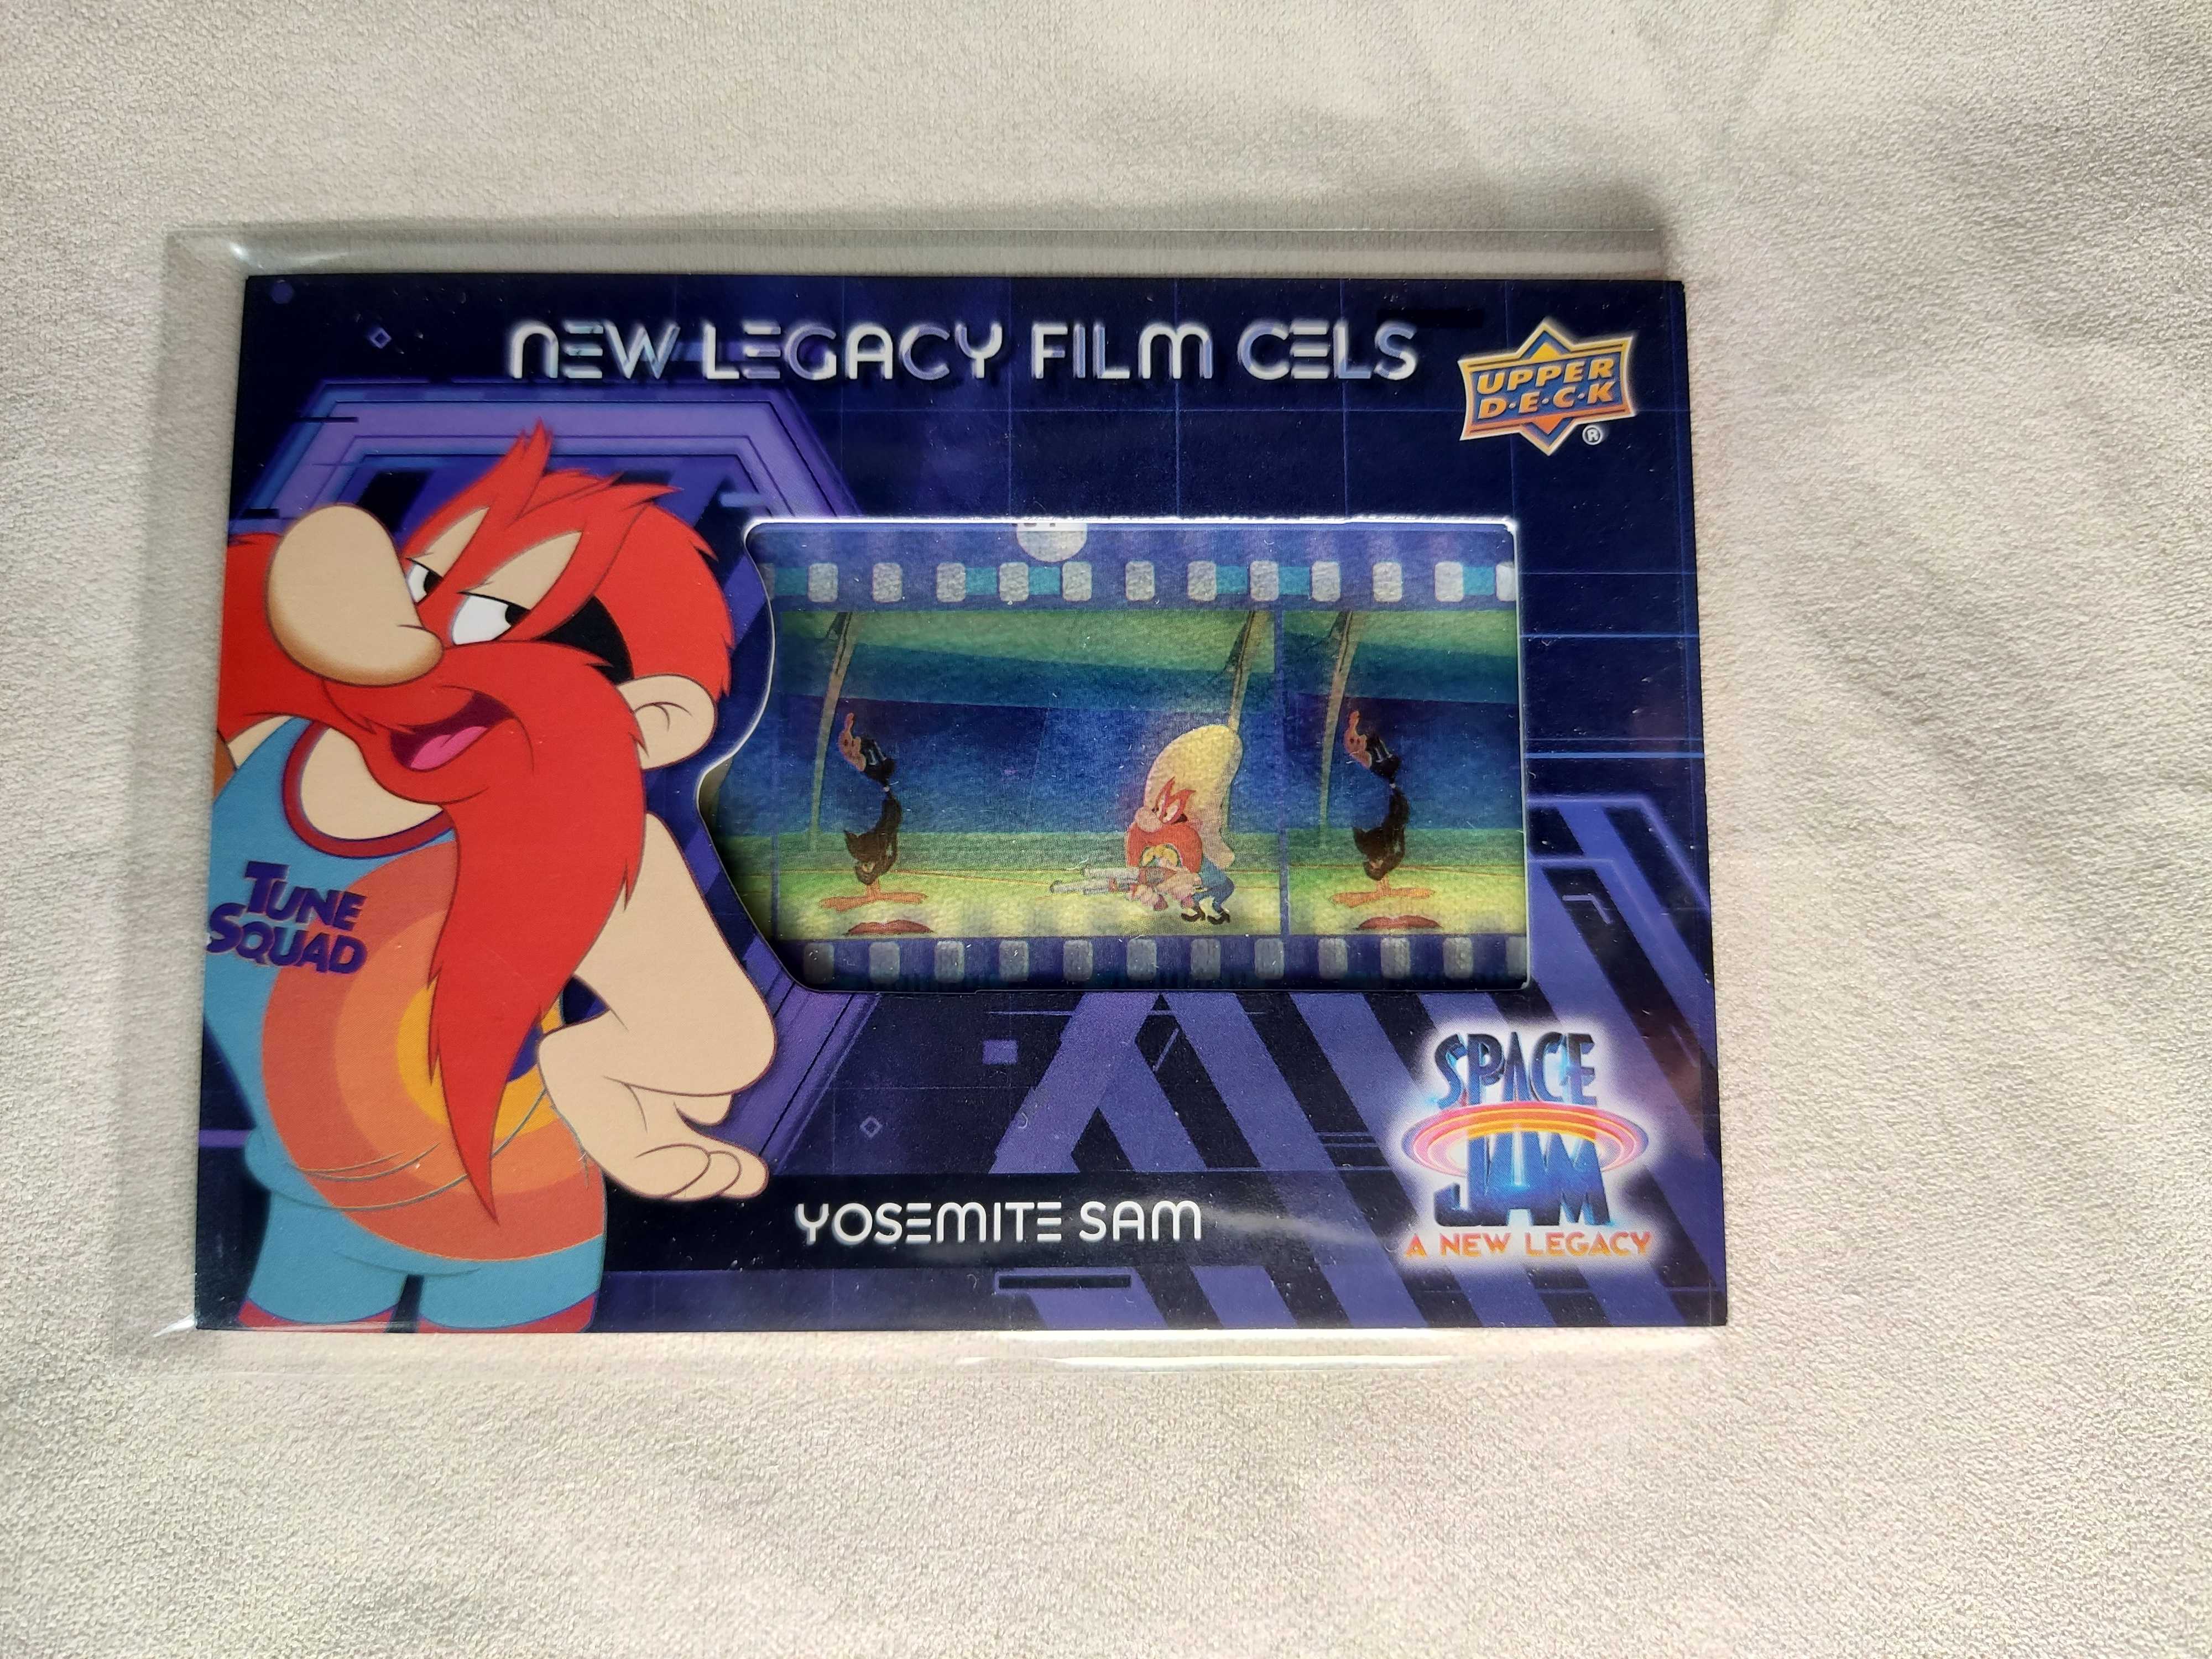 NEW LEGACY FILM CELS
UPPER
D·E·C·K
®
TUNE
SQUAD
SPACE
JAM
A NEW LEGACY
YOSEMITE SAM